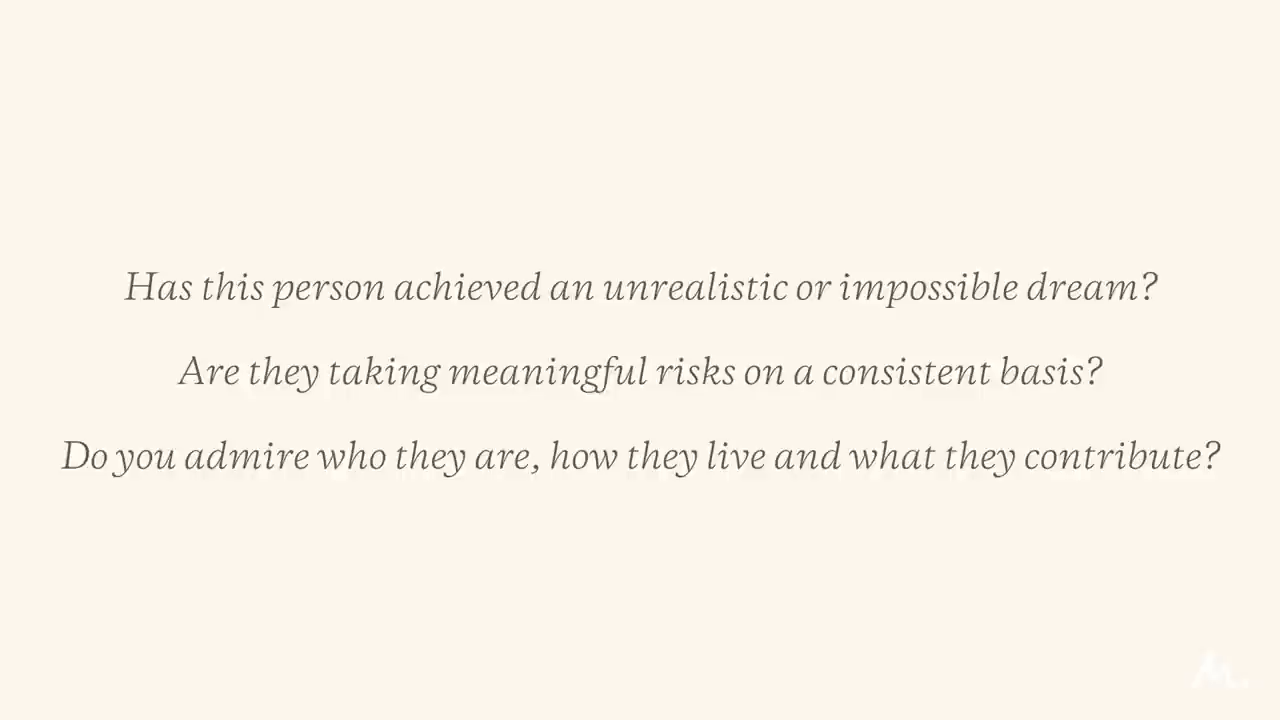 Has this person achieved an unrealistic or impossible dream?
Are they taking meaningful risks on a consistent basis?
Do you admire who they are, how they live and what they contribute?